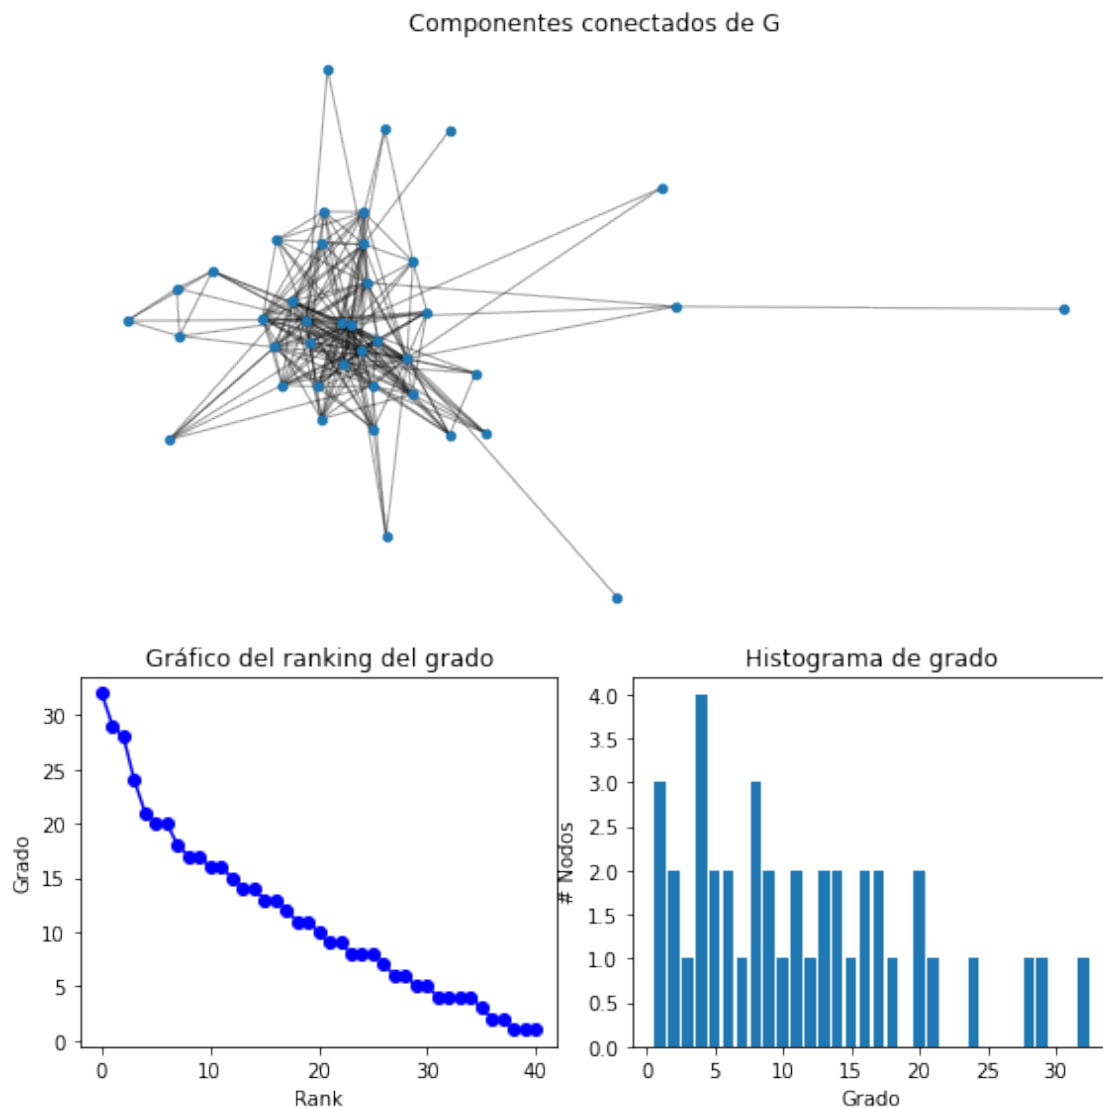 Componentes conectados de G
Gráfico del ranking del grado
Grado
30
25
20
15
10
5
0
0 10 20 30 40
Rank
Histograma de grado
# Nodos
4.0
3.5
3.0
2.5
2.0
1.5
1.0
0.5
0.0
0 5 10 15 20 25 30
Grado